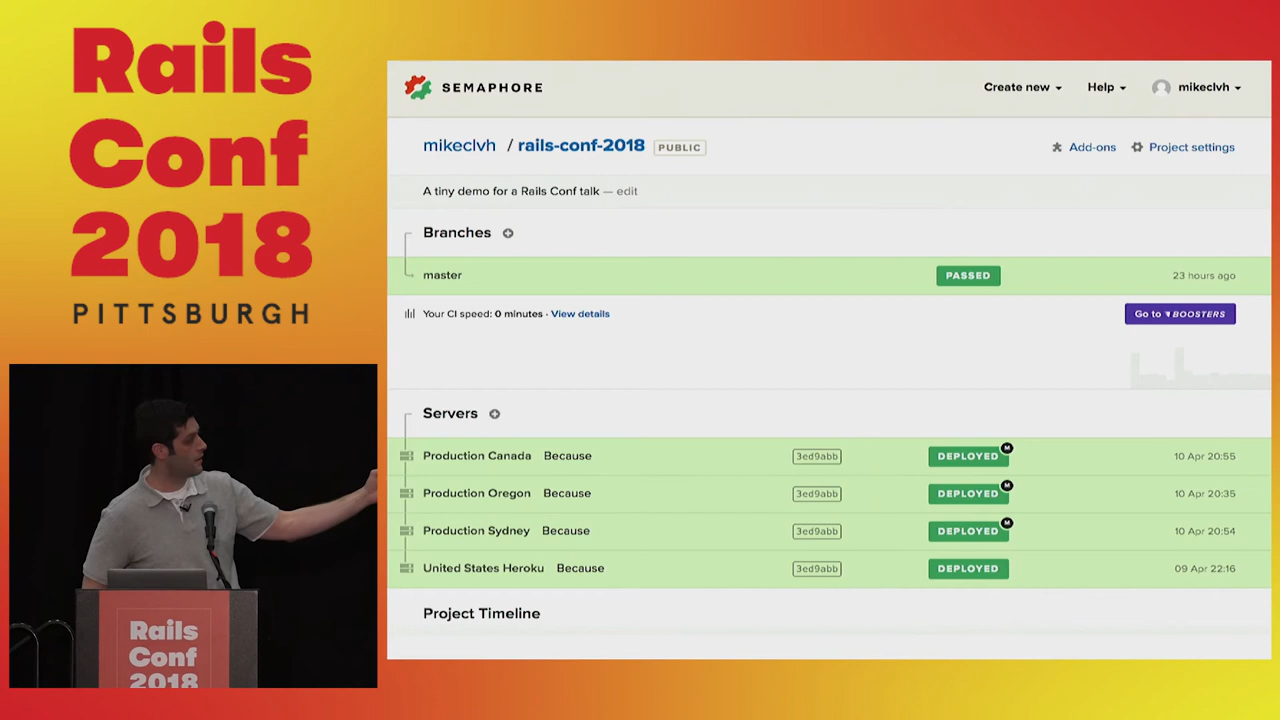 Rails
Conf
2018
PITTSBURGH
SEMAPHORE
Create new
Help
mikeclvh
mikeclvh / rails-conf-2018 PUBLIC
Add-ons
Project settings
A tiny demo for a Rails Conf talk — edit
Branches
master PASSED 23 hours ago
Your CI speed: 0 minutes · View details
Go to BOOSTERS
Servers
Production Canada Because 3ed9abb DEPLOYED M 10 Apr 20:55
Production Oregon Because 3ed9abb DEPLOYED M 10 Apr 20:35
Production Sydney Because 3ed9abb DEPLOYED M 10 Apr 20:54
United States Heroku Because 3ed9abb DEPLOYED 09 Apr 22:16
Project Timeline
Rails
Conf
2018